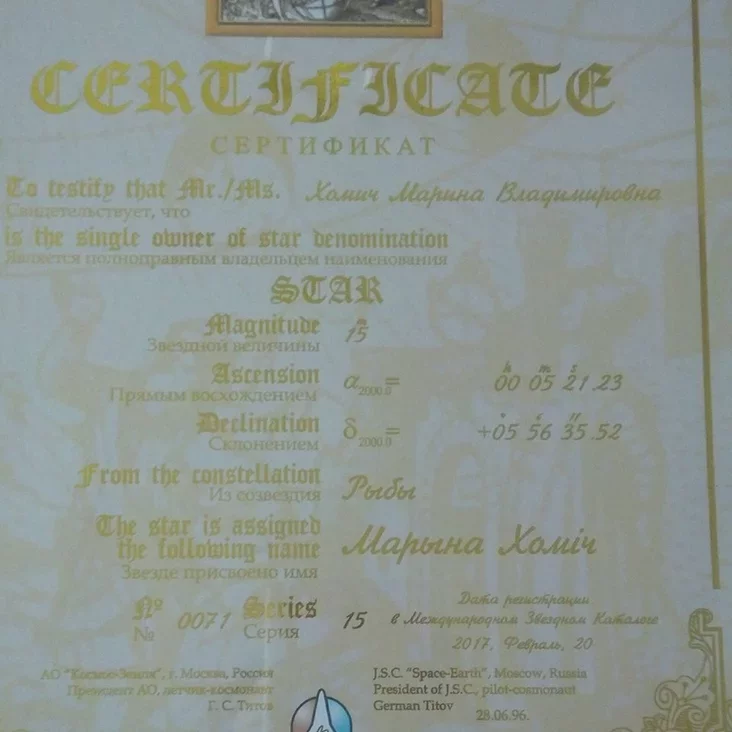 CERTIFICATE
СЕРТИФИКАТ
To testify that Mr./Ms. Хомич Марина Владимировна
Свидетельствует, что
is the single owner of star denomination
Является полноправным владельцем наименования
STAR
Magnitude 15 m
Звездной величины
Ascension α 2000.0 = 00 h 05 m 21 s .23
Прямым восхождением
Declination δ 2000.0 = +05 ° 56 ' 35 " .52
Склонением
From the constellation Рыбы
Из созвездия
The star is assigned
the following name Марына Хоміч
Звезде присвоено имя
Nº 0071 Series 15
№ Серия
Дата регистрации
в Международном Звездном Каталоге
2017, Февраль, 20
АО "Космос-Земля", г. Москва, Россия
Президент АО, летчик-космонавт
Г. С. Титов
J.S.C. "Space-Earth", Moscow, Russia
President of J.S.C., pilot-cosmonaut
German Titov
28.06.96.